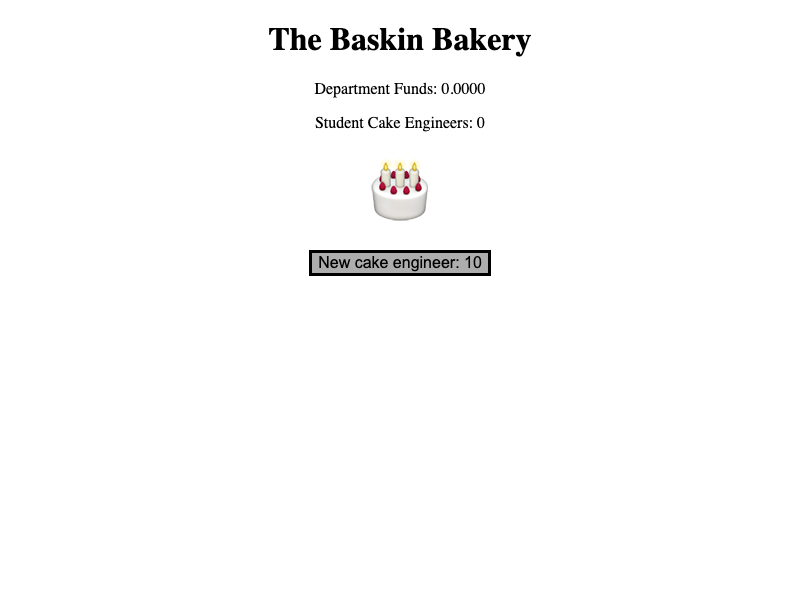 The Baskin Bakery
Department Funds: 0.0000
Student Cake Engineers: 0
New cake engineer: 10